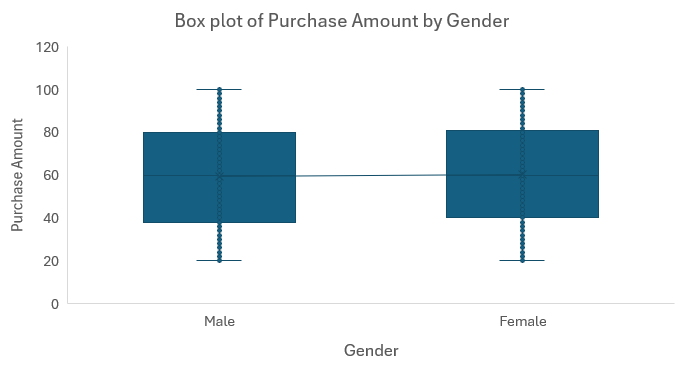 Box plot of Purchase Amount by Gender
120
100
80
60
40
20
0
Purchase Amount
Male
Female
Gender